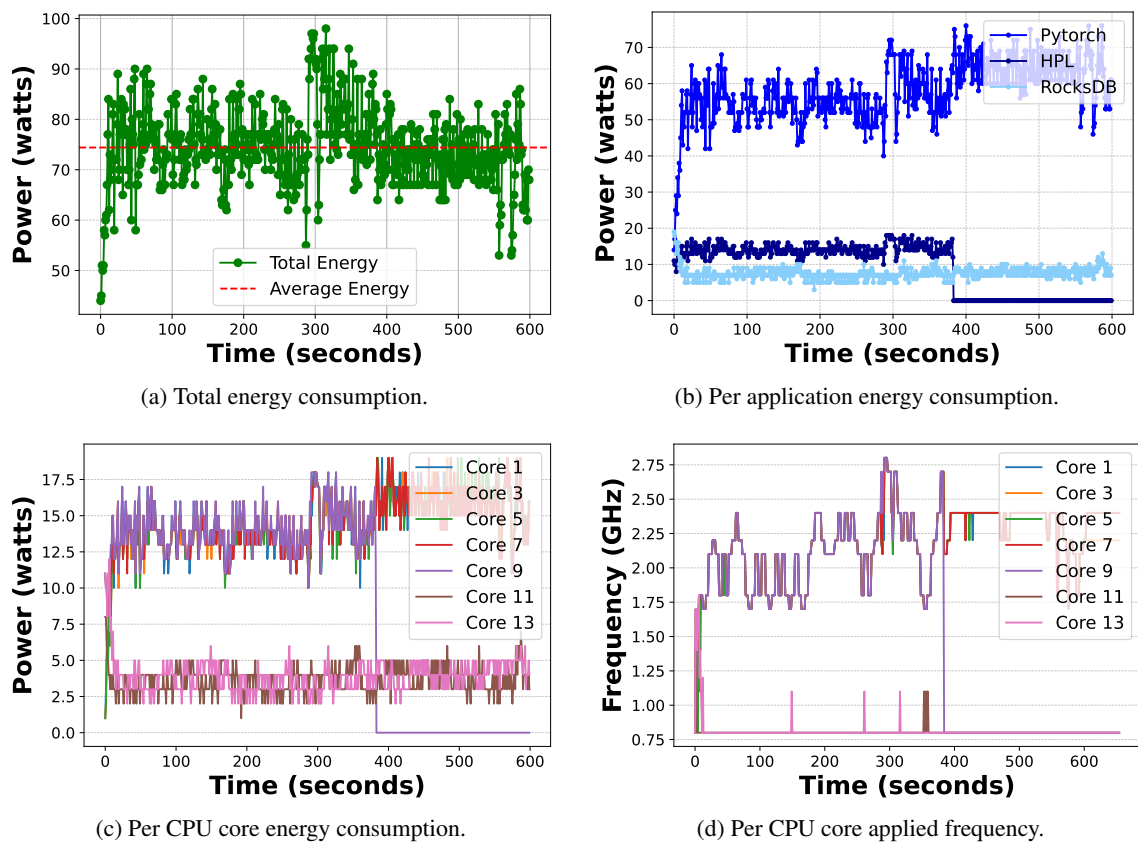 100
90
80
70
60
50
Power (watts)
Total Energy
Average Energy
0 100 200 300 400 500 600
Time (seconds)
(a) Total energy consumption.
70
60
50
40
30
20
10
0
Power (watts)
Pytorch
HPL
RocksDB
0 100 200 300 400 500 600
Time (seconds)
(b) Per application energy consumption.
17.5
15.0
12.5
10.0
7.5
5.0
2.5
0.0
Power (watts)
Core 1
Core 3
Core 5
Core 7
Core 9
Core 11
Core 13
0 100 200 300 400 500 600
Time (seconds)
(c) Per CPU core energy consumption.
2.75
2.50
2.25
2.00
1.75
1.50
1.25
1.00
0.75
Frequency (GHz)
Core 1
Core 3
Core 5
Core 7
Core 9
Core 11
Core 13
0 100 200 300 400 500 600
Time (seconds)
(d) Per CPU core applied frequency.